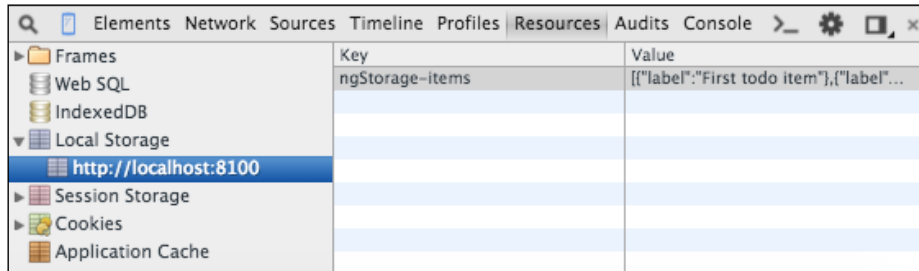 Elements Network Sources Timeline Profiles Resources Audits Console
Frames
Web SQL
IndexedDB
Local Storage
http://localhost:8100
Session Storage
Cookies
Application Cache
Key Value
ngStorage-items [{"label":"First todo item"},{"label"...